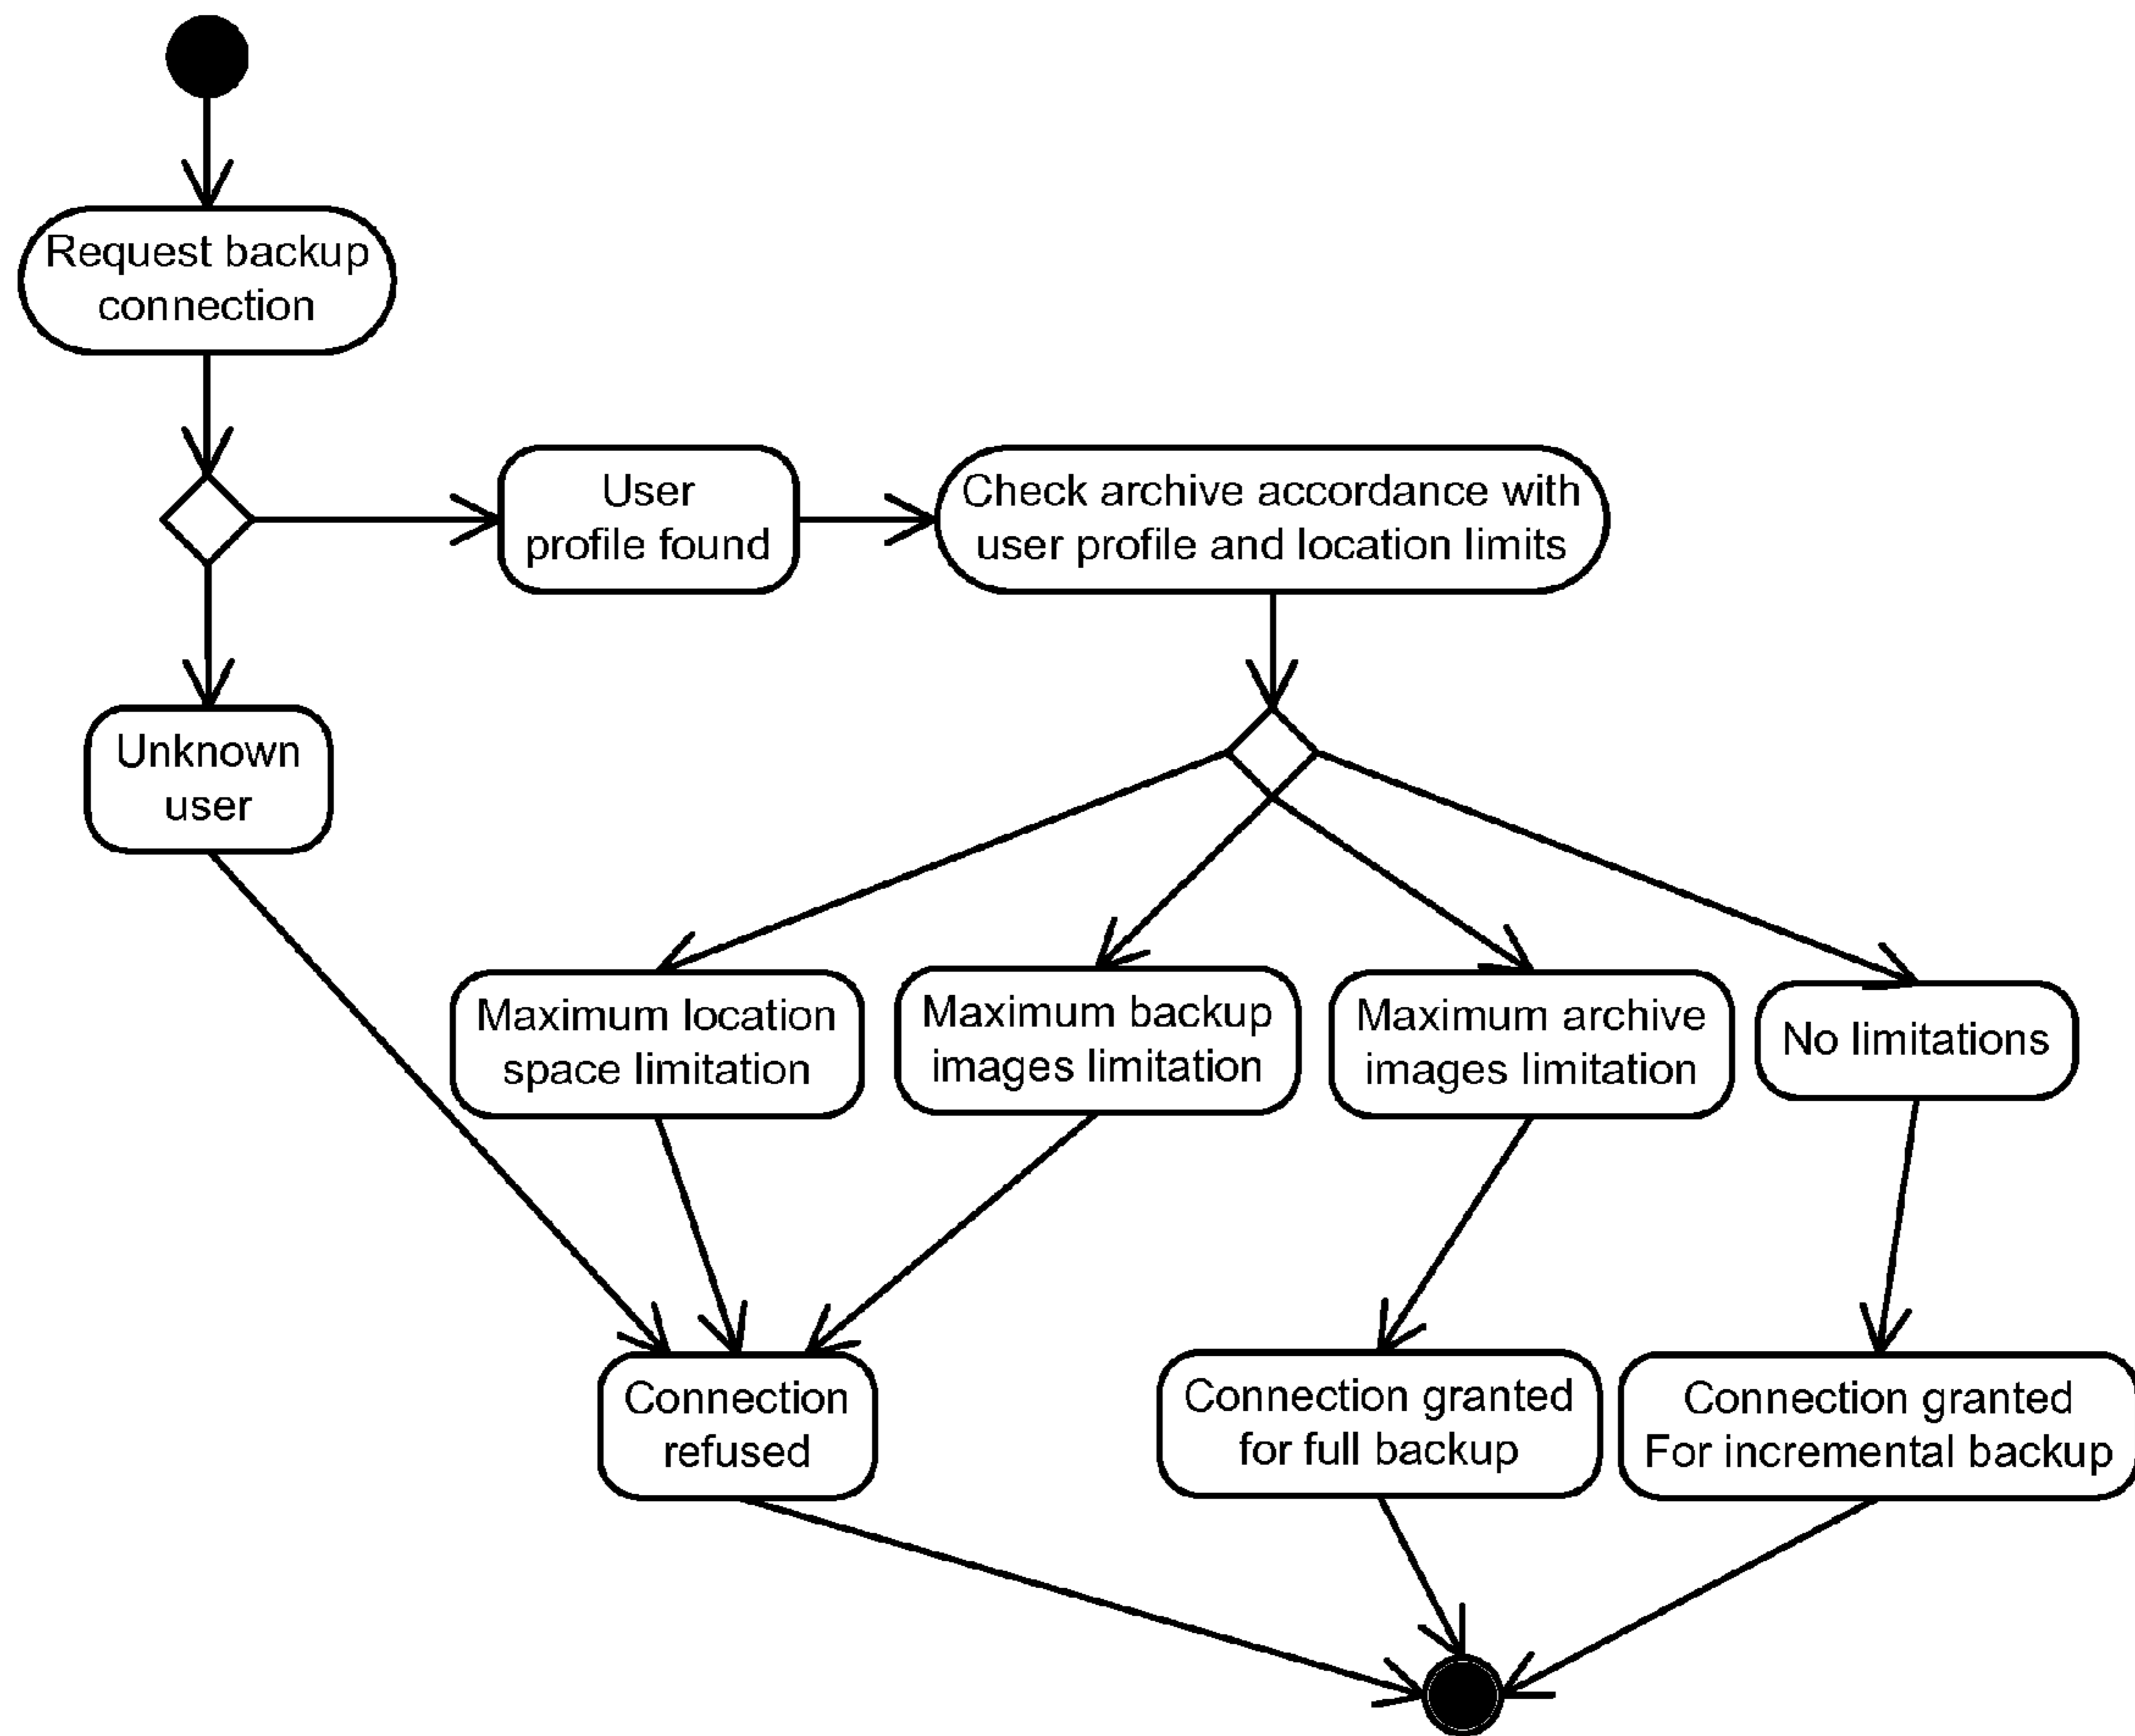 Request backup
connection
User
profile found
Check archive accordance with
user profile and location limits
Unknown
user
Maximum location
space limitation
Maximum backup
images limitation
Maximum archive
images limitation
No limitations
Connection
refused
Connection granted
for full backup
Connection granted
For incremental backup